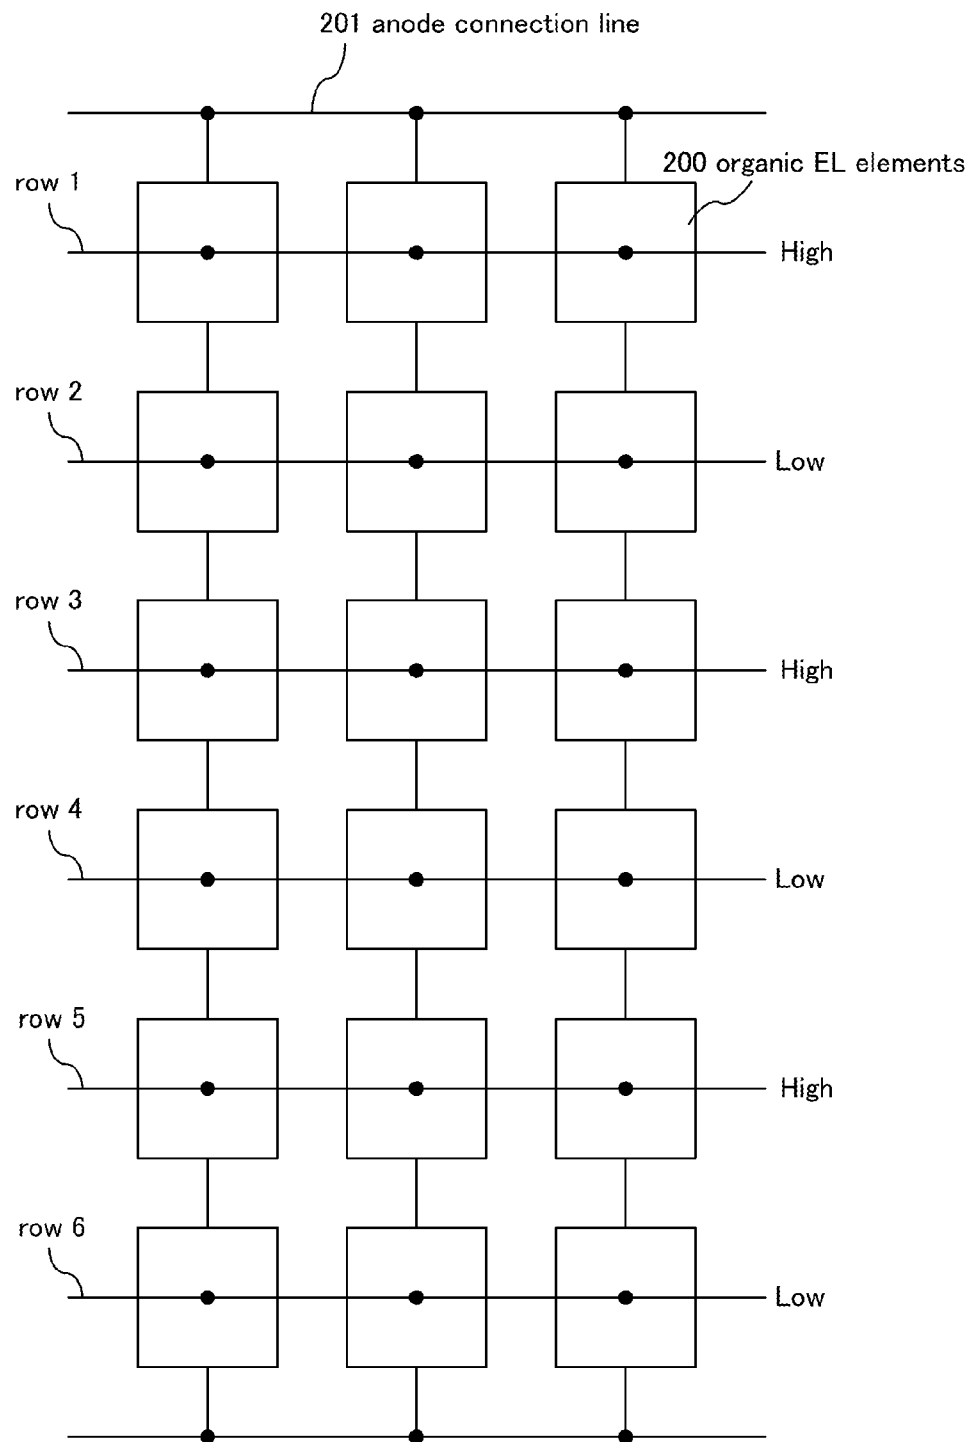 201 anode connection line
200 organic EL elements
row 1
High
row 2
Low
row 3
High
row 4
Low
row 5
High
row 6
Low